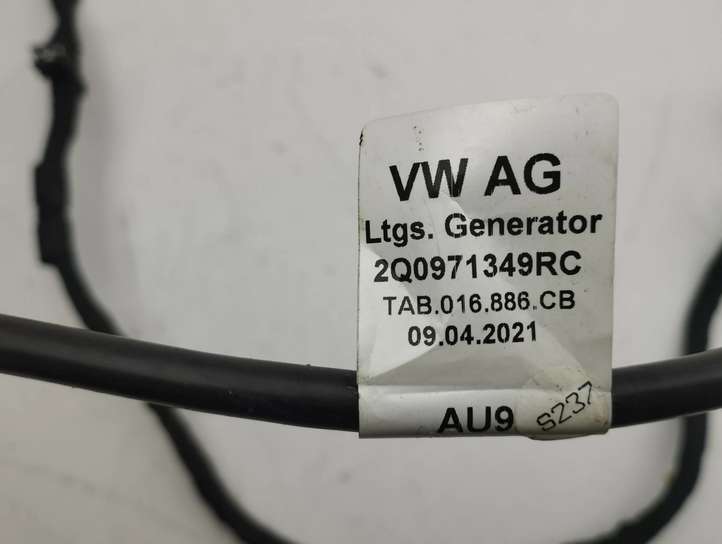 VW AG
Ltgs. Generator
2Q0971349RC
TAB.016.886.CB
09.04.2021
AU9
S237